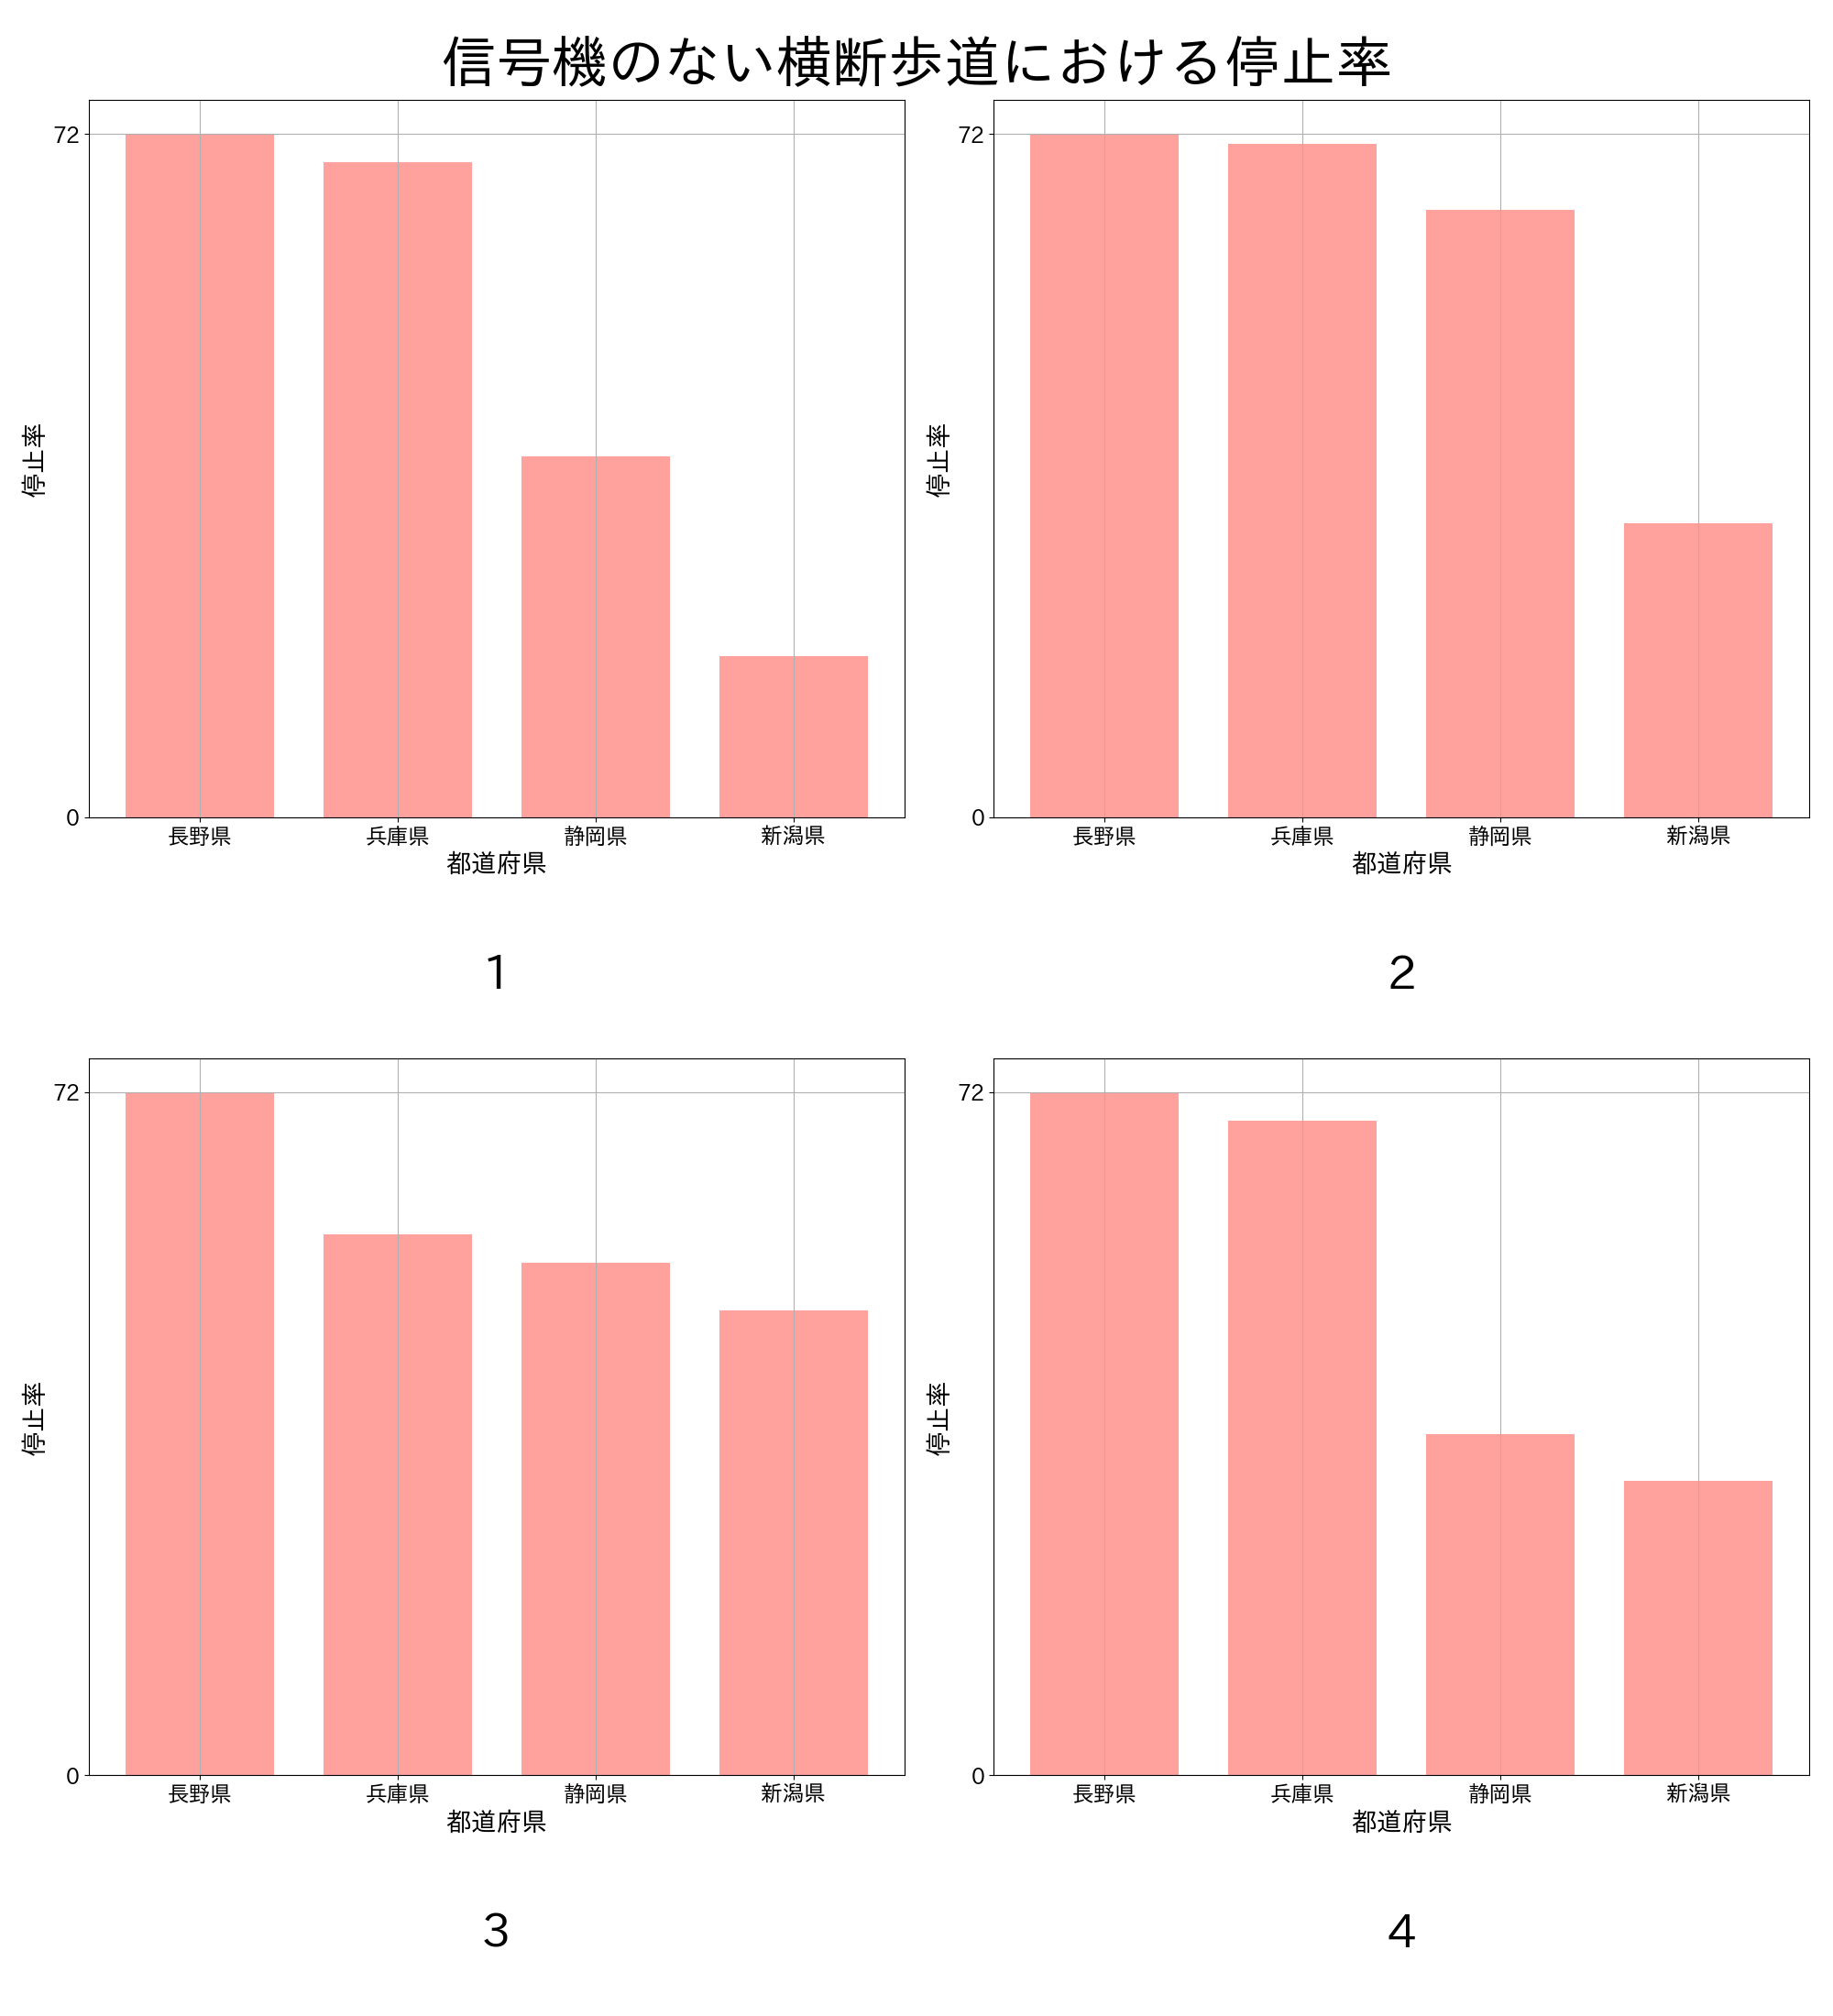 信号機のない横断歩道における停止率
72
0
停止率
長野県 兵庫県 静岡県 新潟県
都道府県
1
72
0
停止率
長野県 兵庫県 静岡県 新潟県
都道府県
2
72
0
停止率
長野県 兵庫県 静岡県 新潟県
都道府県
3
72
0
停止率
長野県 兵庫県 静岡県 新潟県
都道府県
4